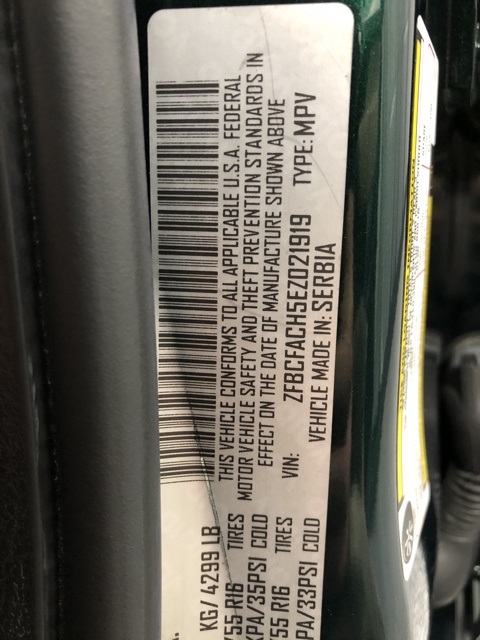 THIS VEHICLE CONFORMS TO ALL APPLICABLE U.S.A. FEDERAL
MOTOR VEHICLE SAFETY AND THEFT PREVENTION STANDARDS IN
EFFECT ON THE DATE OF MANUFACTURE SHOWN ABOVE
VIN: ZFBCFACH5EZ021919 TYPE: MPV
VEHICLE MADE IN: SERBIA
KG/ 4299 LB
/55 R16 TIRES
PA/35PSI COLD
/55 R16 TIRES
PA/33PSI COLD